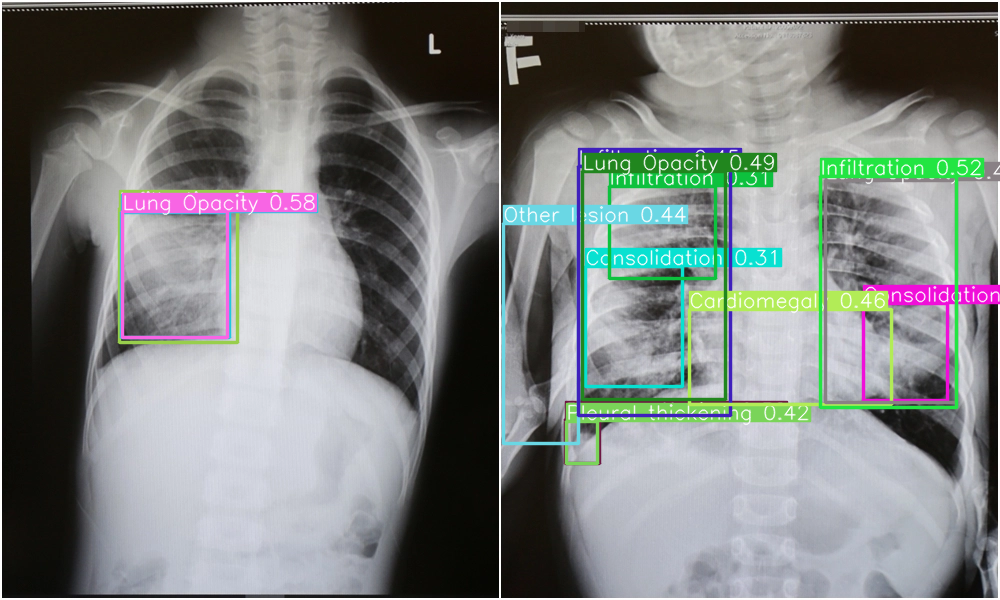 L
Lung Opacity 0.58
F
Lung Opacity 0.49
Infiltration 0.31
Infiltration 0.52
Other lesion 0.44
Consolidation 0.31
Consolidation
Cardiomegal 0.46
Pleural thickening 0.42